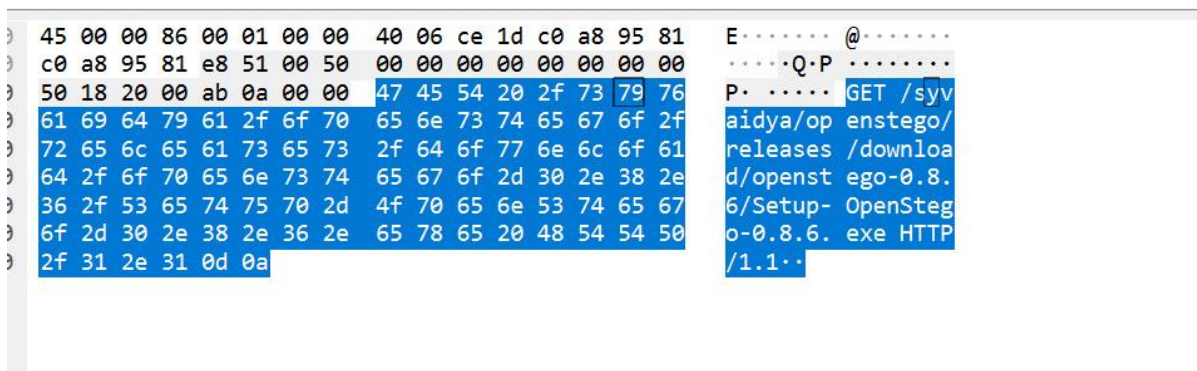 45 00 00 86 00 01 00 00 40 06 ce 1d c0 a8 95 81 E······· @·······
c0 a8 95 81 e8 51 00 50 00 00 00 00 00 00 00 00 ·····Q·P ········
50 18 20 00 ab 0a 00 00 47 45 54 20 2f 73 79 76 P· ····· GET /syv
61 69 64 79 61 2f 6f 70 65 6e 73 74 65 67 6f 2f aidya/op enstego/
72 65 6c 65 61 73 65 73 2f 64 6f 77 6e 6c 6f 61 releases /downloa
64 2f 6f 70 65 6e 73 74 65 67 6f 2d 30 2e 38 2e d/openst ego-0.8.
36 2f 53 65 74 75 70 2d 4f 70 65 6e 53 74 65 67 6/Setup- OpenSteg
6f 2d 30 2e 38 2e 36 2e 65 78 65 20 48 54 54 50 o-0.8.6. exe HTTP
2f 31 2e 31 0d 0a /1.1··